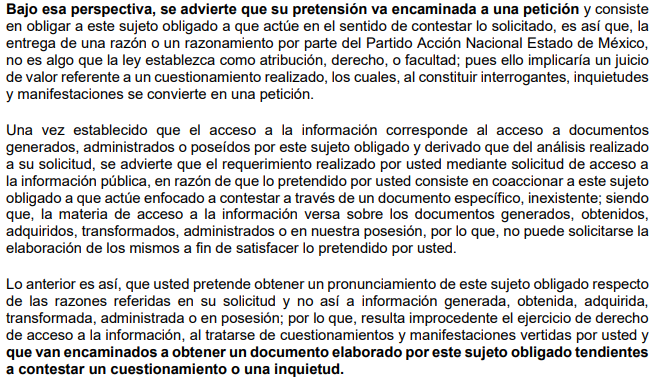 Bajo esa perspectiva, se advierte que su pretensión va encaminada a una petición y consiste
en obligar a este sujeto obligado a que actúe en el sentido de contestar lo solicitado, es así que, la
entrega de una razón o un razonamiento por parte del Partido Acción Nacional Estado de México,
no es algo que la ley establezca como atribución, derecho, o facultad; pues ello implicaría un juicio
de valor referente a un cuestionamiento realizado, los cuales, al constituir interrogantes, inquietudes
y manifestaciones se convierte en una petición.

Una vez establecido que el acceso a la información corresponde al acceso a documentos
generados, administrados o poseídos por este sujeto obligado y derivado que del análisis realizado
a su solicitud, se advierte que el requerimiento realizado por usted mediante solicitud de acceso a
la información pública, en razón de que lo pretendido por usted consiste en coaccionar a este sujeto
obligado a que actúe enfocado a contestar a través de un documento específico, inexistente; siendo
que, la materia de acceso a la información versa sobre los documentos generados, obtenidos,
adquiridos, transformados, administrados o en nuestra posesión, por lo que, no puede solicitarse la
elaboración de los mismos a fin de satisfacer lo pretendido por usted.

Lo anterior es así, que usted pretende obtener un pronunciamiento de este sujeto obligado respecto
de las razones referidas en su solicitud y no así a información generada, obtenida, adquirida,
transformada, administrada o en posesión; por lo que, resulta improcedente el ejercicio de derecho
de acceso a la información, al tratarse de cuestionamientos y manifestaciones vertidas por usted y
que van encaminados a obtener un documento elaborado por este sujeto obligado tendientes
a contestar un cuestionamiento o una inquietud.